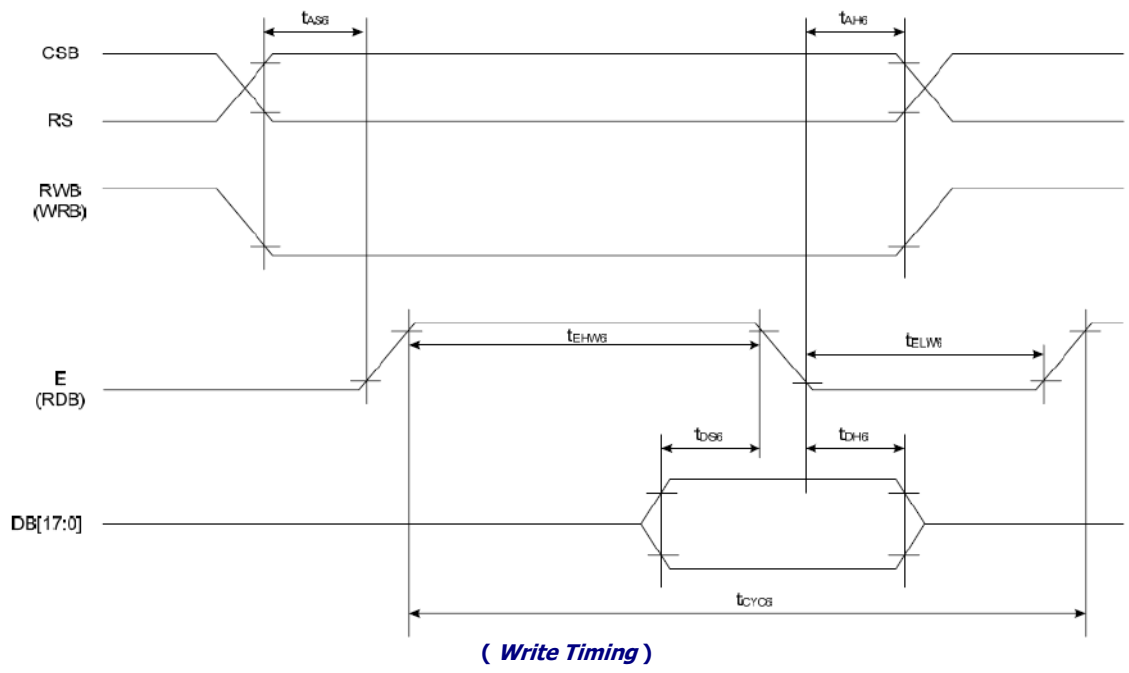 tAS6
tAH6
CSB
RS
RWB
(WRB)
tEHW6
tELW6
E
(RDB)
tDS6
tDH6
DB[17:0]
tCYC6
( Write Timing )